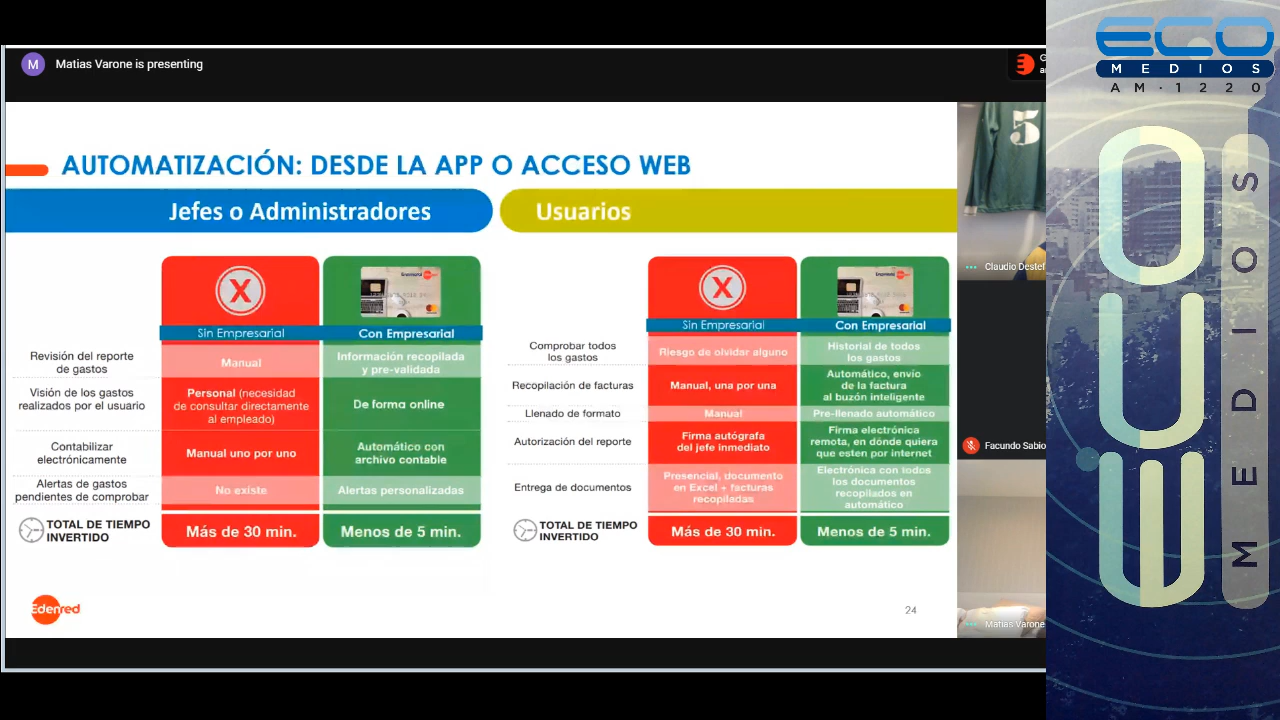 M
Matias Varone is presenting
AUTOMATIZACIÓN: DESDE LA APP O ACCESO WEB
Jefes o Administradores
Usuarios
X
Sin Empresarial
Con Empresarial
Revisión del reporte
de gastos
Manual
Información recopilada
y pre-validada
Visión de los gastos
realizados por el usuario
Personal (necesidad
de consultar directamente
al empleado)
De forma online
Contabilizar
electrónicamente
Manual uno por uno
Automático con
archivo contable
Alertas de gastos
pendientes de comprobar
No existe
Alertas personalizadas
TOTAL DE TIEMPO
INVERTIDO
Más de 30 min.
Menos de 5 min.
X
Sin Empresarial
Con Empresarial
Comprobar todos
los gastos
Riesgo de olvidar alguno
Historial de todos
los gastos
Recopilación de facturas
Manual, una por una
Automático, envío
de la factura
al buzón inteligente
Llenado de formato
Manual
Pre-llenado automático
Autorización del reporte
Firma autógrafa
del jefe inmediato
Firma electrónica
remota, en dónde quiera
que esten por internet
Entrega de documentos
Presencial, documento
en Excel + facturas
recopiladas
Electrónica con todos
los documentos
recopilados en
automático
TOTAL DE TIEMPO
INVERTIDO
Más de 30 min.
Menos de 5 min.
Edenred
24
5
Claudio Destef
Facundo Sabio
Matias Varone
ECO
MEDIOS
AM·1220
ECO
MEDIOS